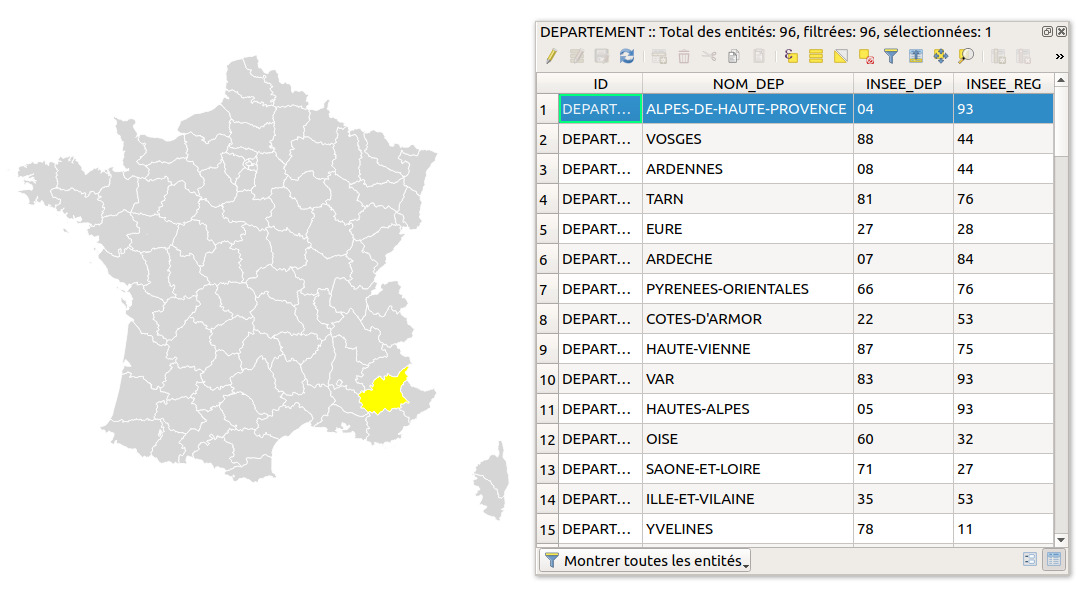 DEPARTEMENT :: Total des entités: 96, filtrées: 96, sélectionnées: 1
»
ID NOM_DEP INSEE_DEP INSEE_REG
1 DEPART... ALPES-DE-HAUTE-PROVENCE 04 93
2 DEPART... VOSGES 88 44
3 DEPART... ARDENNES 08 44
4 DEPART... TARN 81 76
5 DEPART... EURE 27 28
6 DEPART... ARDECHE 07 84
7 DEPART... PYRENEES-ORIENTALES 66 76
8 DEPART... COTES-D'ARMOR 22 53
9 DEPART... HAUTE-VIENNE 87 75
10 DEPART... VAR 83 93
11 DEPART... HAUTES-ALPES 05 93
12 DEPART... OISE 60 32
13 DEPART... SAONE-ET-LOIRE 71 27
14 DEPART... ILLE-ET-VILAINE 35 53
15 DEPART... YVELINES 78 11
Montrer toutes les entités